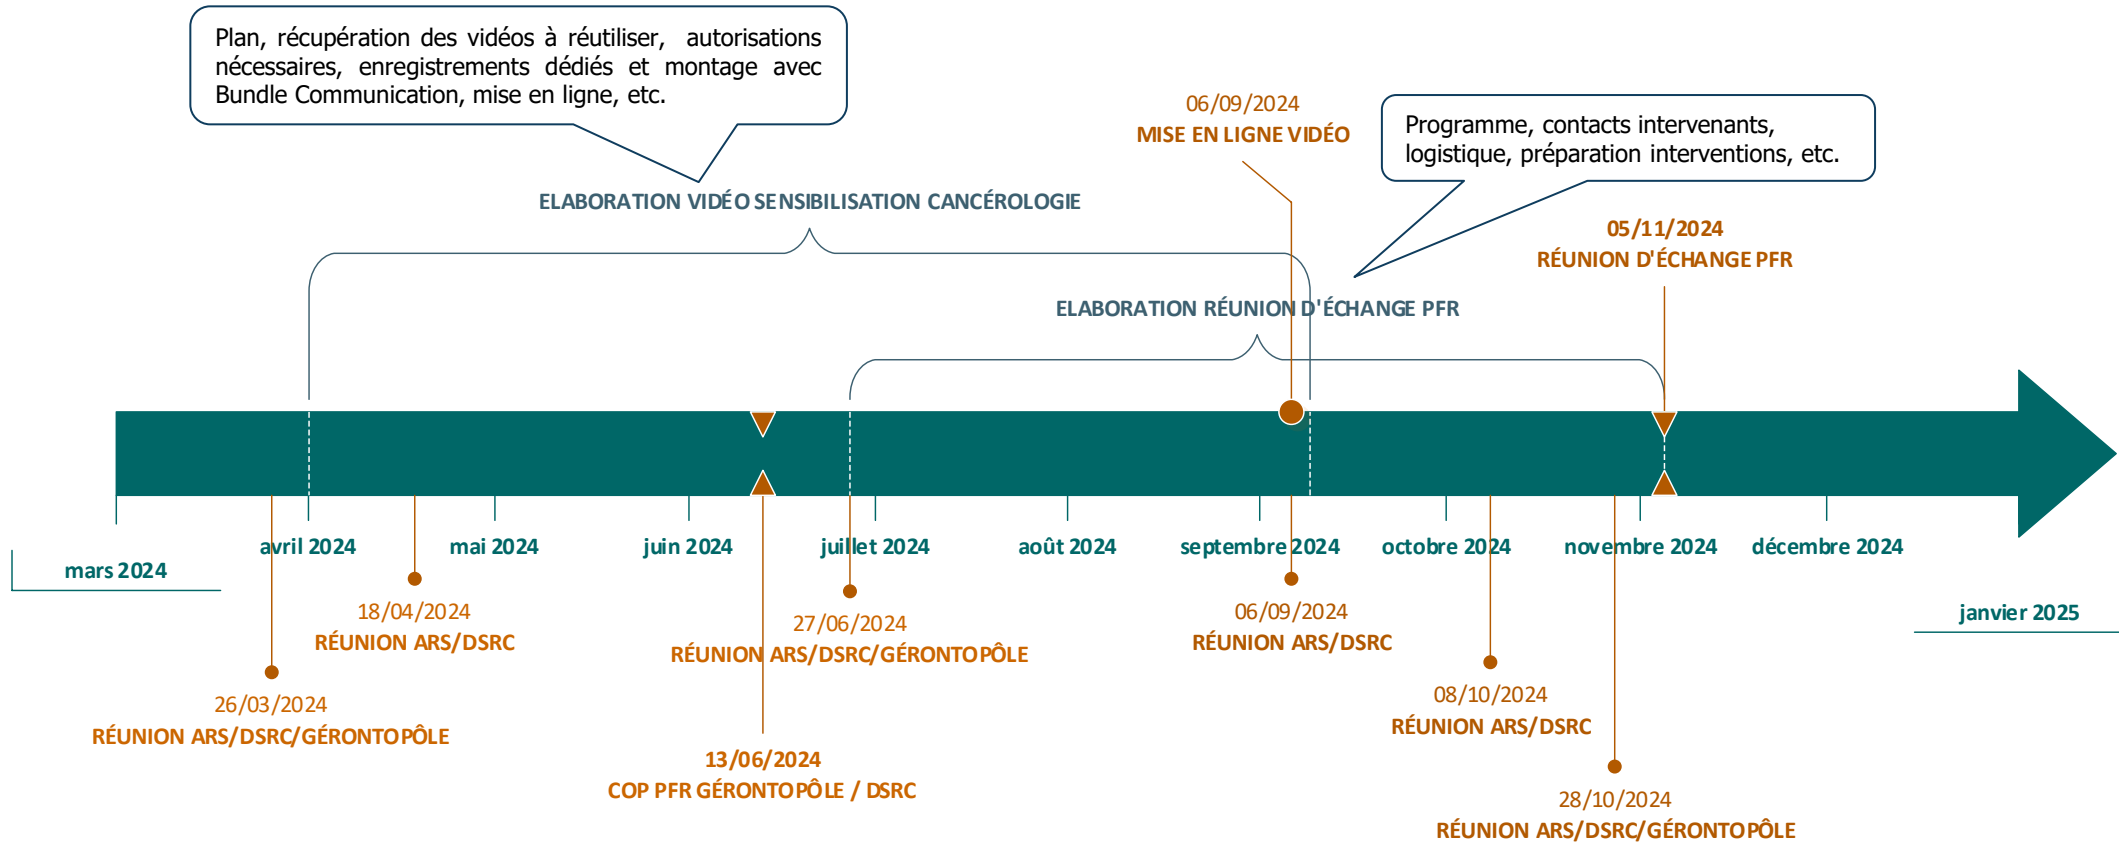 Plan, récupération des vidéos à réutiliser, autorisations
nécessaires, enregistrements dédiés et montage avec
Bundle Communication, mise en ligne, etc.
06/09/2024
MISE EN LIGNE VIDÉO
Programme, contacts intervenants,
logistique, préparation interventions, etc.
ELABORATION VIDÉO SENSIBILISATION CANCÉROLOGIE
05/11/2024
RÉUNION D'ÉCHANGE PFR
ELABORATION RÉUNION D'ÉCHANGE PFR
mars 2024
avril 2024
mai 2024
juin 2024
juillet 2024
août 2024
septembre 2024
octobre 2024
novembre 2024
décembre 2024
janvier 2025
18/04/2024
RÉUNION ARS/DSRC
27/06/2024
RÉUNION ARS/DSRC/GÉRONTOPÔLE
06/09/2024
RÉUNION ARS/DSRC
26/03/2024
RÉUNION ARS/DSRC/GÉRONTOPÔLE
08/10/2024
RÉUNION ARS/DSRC
13/06/2024
COP PFR GÉRONTOPÔLE / DSRC
28/10/2024
RÉUNION ARS/DSRC/GÉRONTOPÔLE